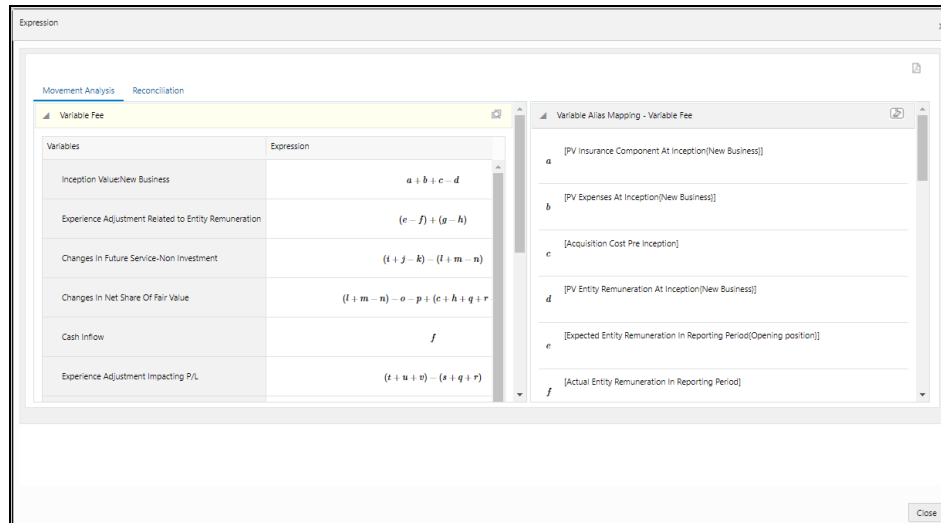 Expression
Movement Analysis Reconciliation
Variable Fee
Variables Expression
Inception Value:New Business a + b + c – d
Experience Adjustment Related to Entity Remuneration (e – f) + (g – h)
Changes In Future Service-Non Investment (i + j – k) – (l + m – n)
Changes In Net Share Of Fair Value (l + m – n) – o – p + (c + h + q + r
Cash Inflow f
Experience Adjustment Impacting P/L (t + u + v) – (s + q + r)
Variable Alias Mapping - Variable Fee
a [PV Insurance Component At Inception(New Business)]
b [PV Expenses At Inception(New Business)]
c [Acquisition Cost Pre Inception]
d [PV Entity Remuneration At Inception(New Business)]
e [Expected Entity Remuneration In Reporting Period(Opening position)]
f [Actual Entity Remuneration In Reporting Period]
Close